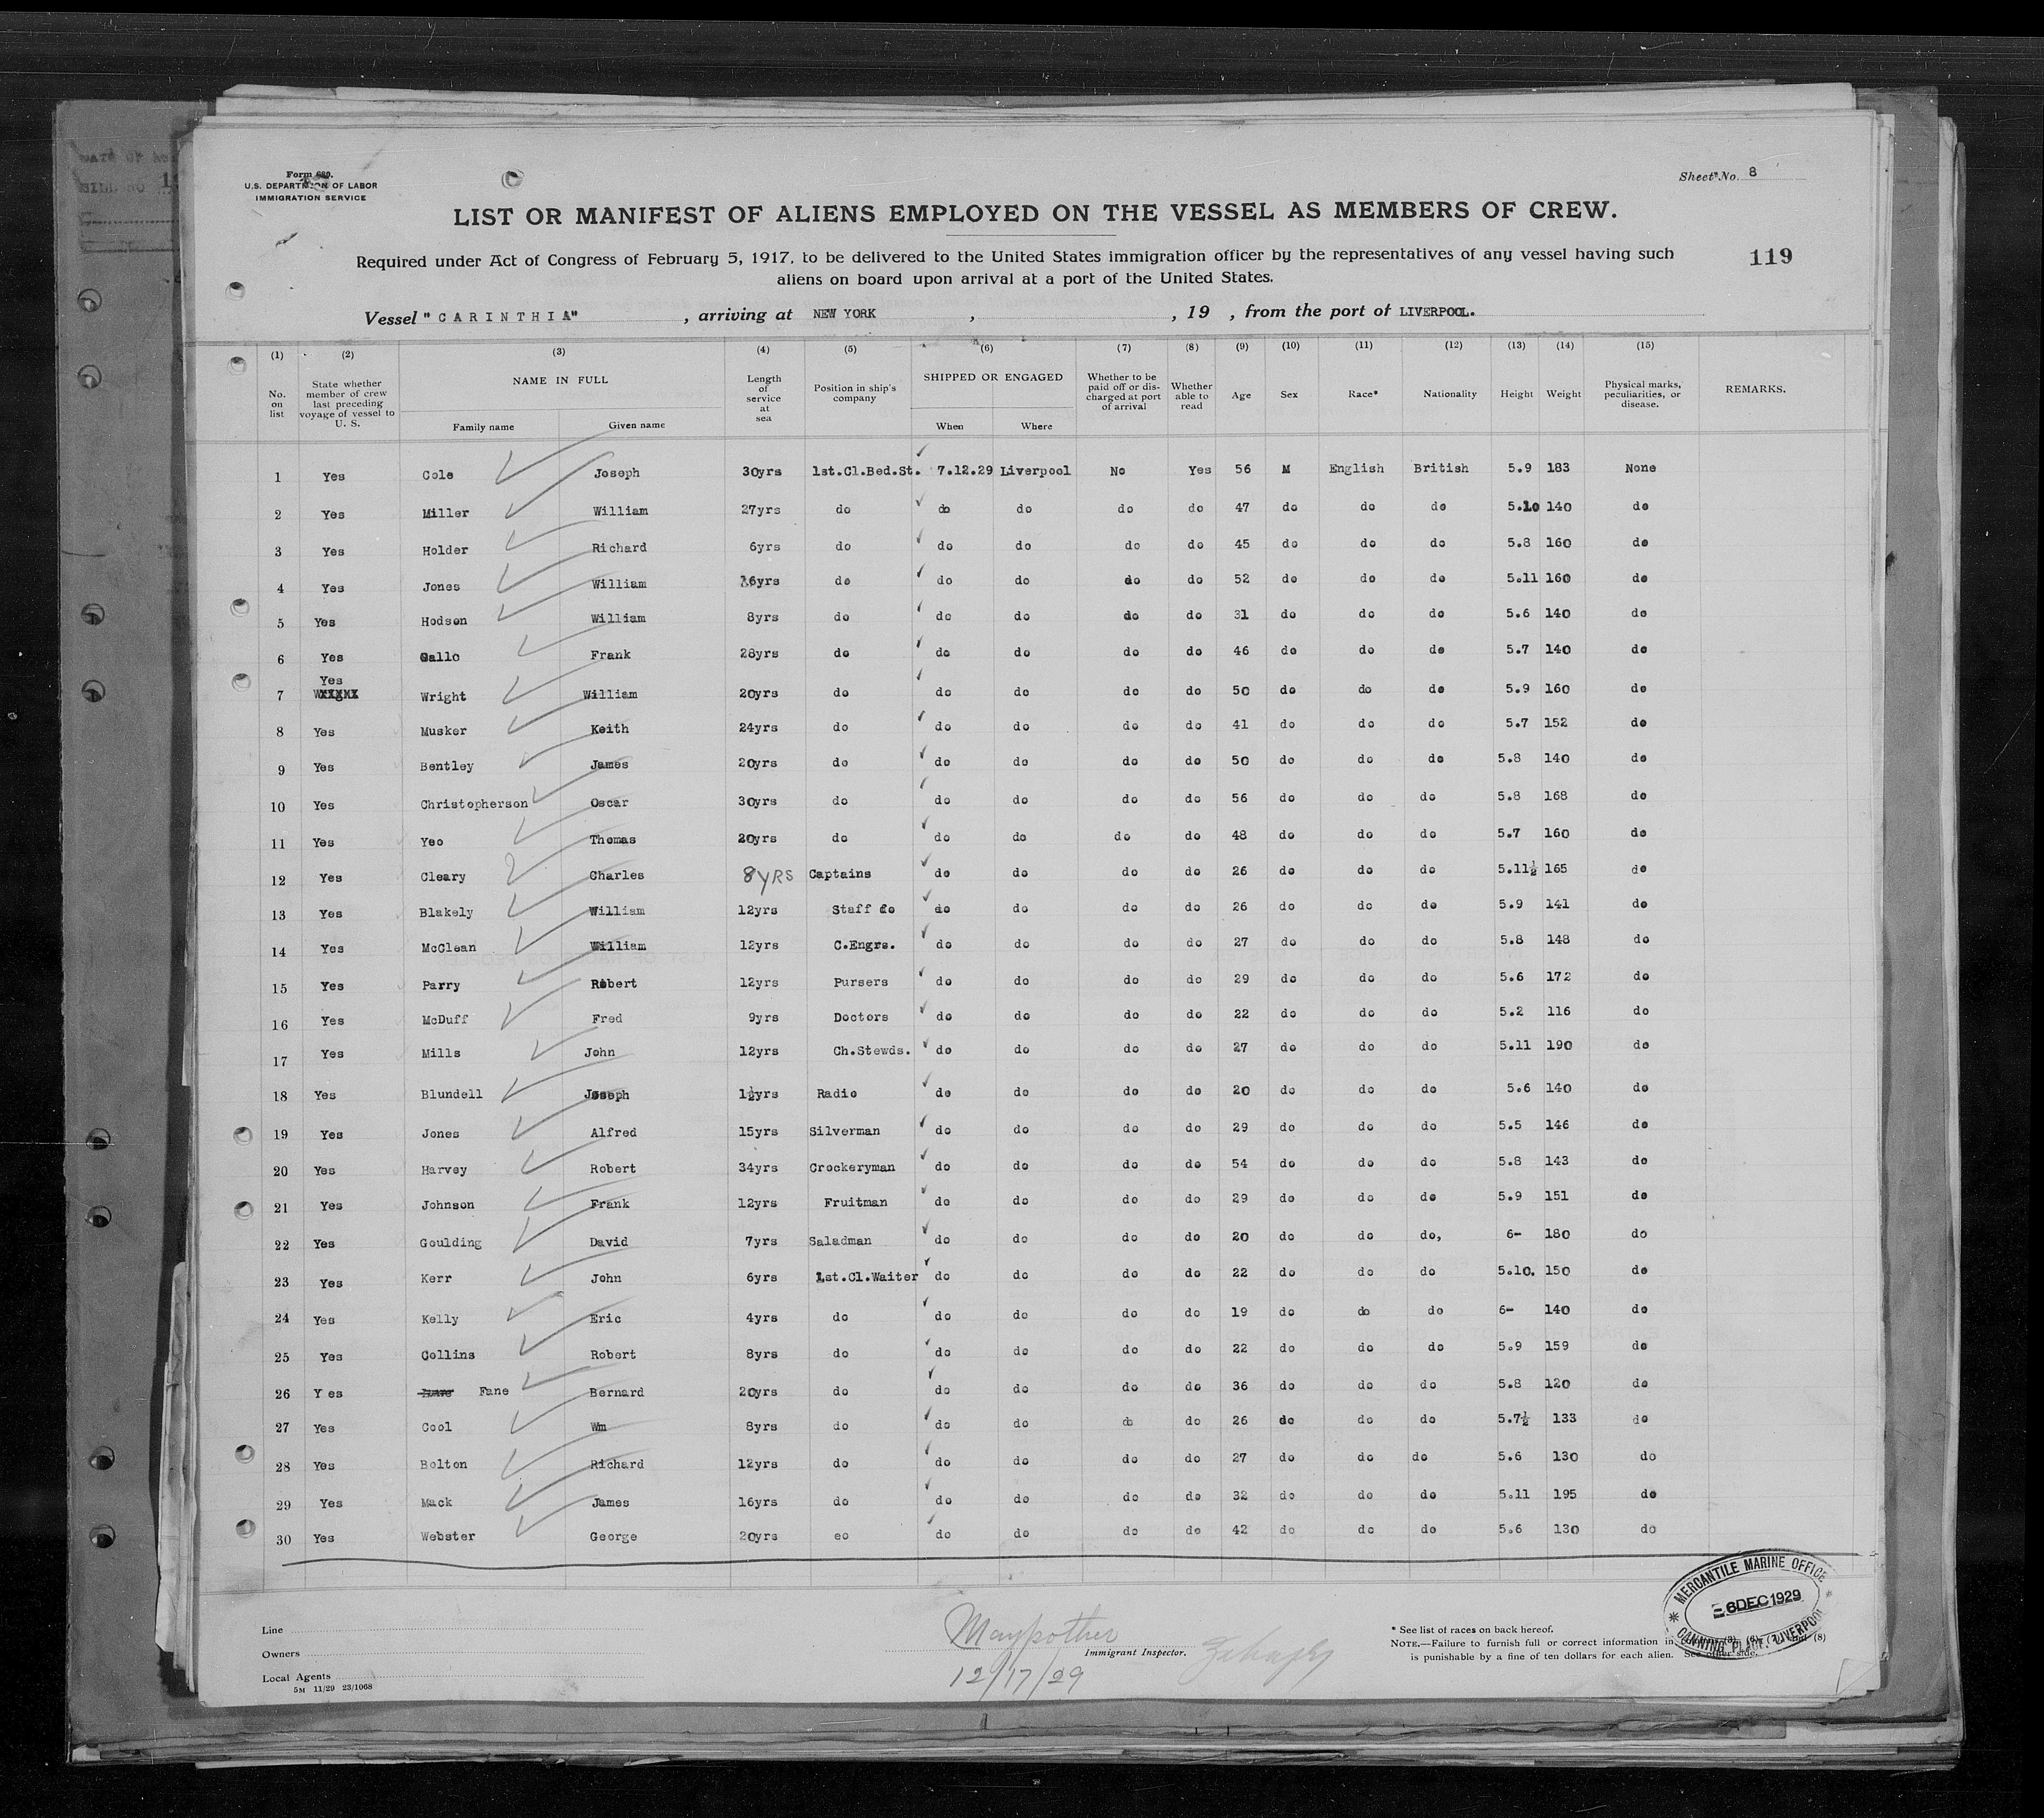 Form 680.
U.S. DEPARTMENT OF LABOR
IMMIGRATION SERVICE
Sheet No. 8
LIST OR MANIFEST OF ALIENS EMPLOYED ON THE VESSEL AS MEMBERS OF CREW.
119
Required under Act of Congress of February 5, 1917, to be delivered to the United States immigration officer by the representatives of any vessel having such
aliens on board upon arrival at a port of the United States.
Vessel "CARINTHIA", arriving at NEW YORK, , 19 , from the port of LIVERPOOL.
(1) (2) (3) (4) (5) (6) (7) (8) (9) (10) (11) (12) (13) (14) (15)
No. on list State whether member of crew last preceding voyage of vessel to U. S. NAME IN FULL Family name Given name Length of service at sea Position in ship's company SHIPPED OR ENGAGED When Where Whether to be paid off or discharged at port of arrival Whether able to read Age Sex Race* Nationality Height Weight Physical marks, peculiarities, or disease. REMARKS.
1 Yes Cole Joseph 30yrs 1st.Cl.Bed.St. 7.12.29 Liverpool No Yes 56 M English British 5.9 183 None
2 Yes Miller William 27yrs do do do do do 47 do do do 5.10 140 do
3 Yes Holder Richard 6yrs do do do do do 45 do do do 5.8 160 do
4 Yes Jones William 16yrs do do do do do 52 do do do 5.11 160 do
5 Yes Hodson William 8yrs do do do do do 31 do do do 5.6 140 do
6 Yes Gallo Frank 28yrs do do do do do 46 do do do 5.7 140 do
7 Yes Wright William 20yrs do do do do do 50 do do do 5.9 160 do
8 Yes Musker Keith 24yrs do do do do do 41 do do do 5.7 152 do
9 Yes Bentley James 20yrs do do do do do 50 do do do 5.8 140 do
10 Yes Christopherson Oscar 30yrs do do do do do 56 do do do 5.8 168 do
11 Yes Yeo Thomas 20yrs do do do do do 48 do do do 5.7 160 do
12 Yes Cleary Charles 8YRS Captains do do do do 26 do do do 5.11½ 165 do
13 Yes Blakely William 12yrs Staff do do do do do 26 do do do 5.9 141 do
14 Yes McClean William 12yrs C.Engrs. do do do do 27 do do do 5.8 148 do
15 Yes Parry Robert 12yrs Pursers do do do do 29 do do do 5.6 172 do
16 Yes McDuff Fred 9yrs Doctors do do do do 22 do do do 5.2 116 do
17 Yes Mills John 12yrs Ch.Stewds. do do do do 27 do do do 5.11 190 do
18 Yes Blundell Joseph 1½yrs Radio do do do do 20 do do do 5.6 140 do
19 Yes Jones Alfred 15yrs Silverman do do do do 29 do do do 5.5 146 do
20 Yes Harvey Robert 34yrs Crockeryman do do do do 54 do do do 5.8 143 do
21 Yes Johnson Frank 12yrs Fruitman do do do do 29 do do do 5.9 151 do
22 Yes Goulding David 7yrs Saladman do do do do 20 do do do, 6- 180 do
23 Yes Kerr John 6yrs 1st.Cl.Waiter do do do do 22 do do do 5.10. 150 do
24 Yes Kelly Eric 4yrs do do do do do 19 do do do 6- 140 do
25 Yes Collins Robert 8yrs do do do do do 22 do do do 5.9 159 do
26 Y es Fane Bernard 20yrs do do do do do 36 do do do 5.8 120 do
27 Yes Cool Wm 8yrs do do do do do 26 do do do 5.7½ 133 do
28 Yes Bolton Richard 12yrs do do do do do 27 do do do 5.6 130 do
29 Yes Mack James 16yrs do do do do do 32 do do do 5.11 195 do
30 Yes Webster George 20yrs eo do do do do 42 do do do 5.6 130 do
MERCANTILE MARINE OFFICE
6DEC1929
CANNING PLACE, LIVERPOOL
Line
Owners
Local Agents
5M 11/29 23/1068
Maypother
Immigrant Inspector.
12/17/29
* See list of races on back hereof.
NOTE.—Failure to furnish full or correct information in (8)
is punishable by a fine of ten dollars for each alien. See other side.